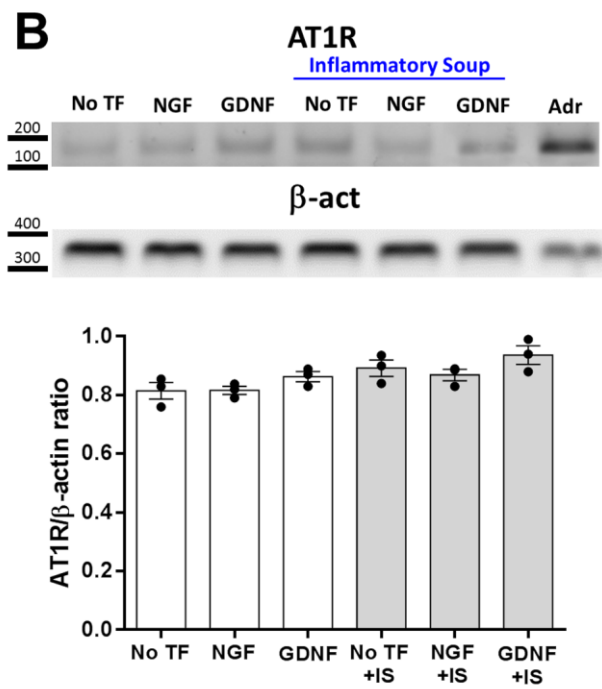 B
AT1R
Inflammatory Soup
No TF NGF GDNF No TF NGF GDNF Adr
200
100
β-act
400
300
AT1R/β-actin ratio
1.0
0.8
0.6
0.4
0.2
0.0
No TF NGF GDNF No TF NGF GDNF
+IS +IS +IS